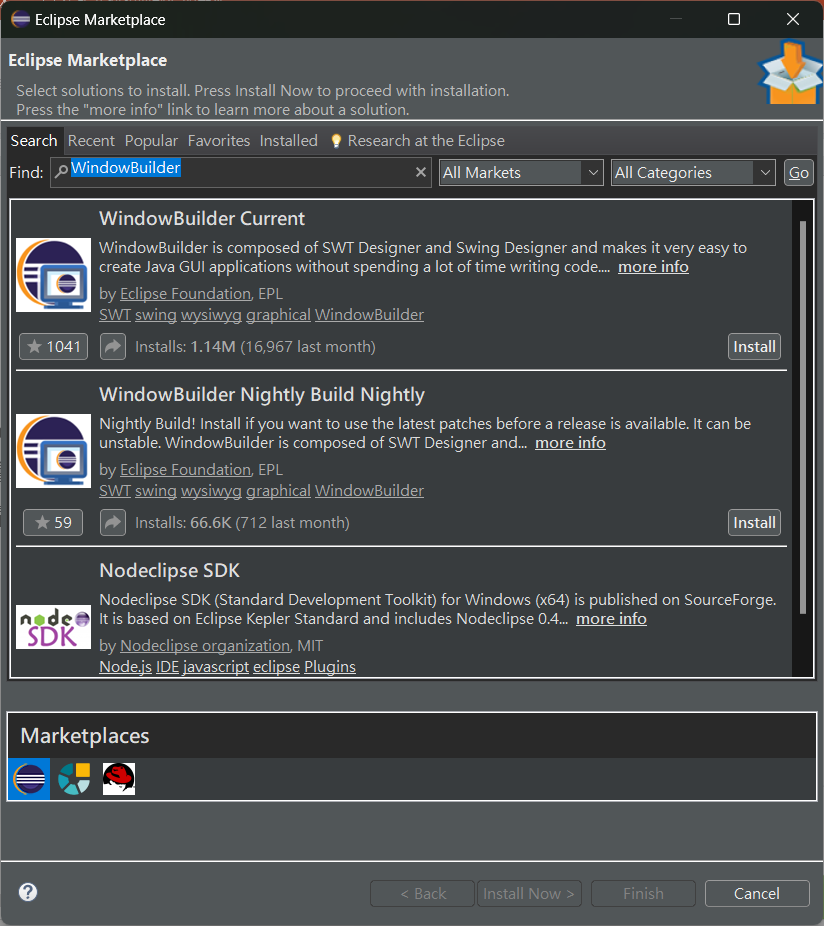 Eclipse Marketplace
Eclipse Marketplace
Select solutions to install. Press Install Now to proceed with installation.
Press the "more info" link to learn more about a solution.
Search Recent Popular Favorites Installed Research at the Eclipse
Find: WindowBuilder All Markets All Categories Go
WindowBuilder Current
WindowBuilder is composed of SWT Designer and Swing Designer and makes it very easy to
create Java GUI applications without spending a lot of time writing code.... more info
by Eclipse Foundation, EPL
SWT swing wysiwyg graphical WindowBuilder
1041 Installs: 1.14M (16,967 last month) Install
WindowBuilder Nightly Build Nightly
Nightly Build! Install if you want to use the latest patches before a release is available. It can be
unstable. WindowBuilder is composed of SWT Designer and... more info
by Eclipse Foundation, EPL
SWT swing wysiwyg graphical WindowBuilder
59 Installs: 66.6K (712 last month) Install
Nodeclipse SDK
Nodeclipse SDK (Standard Development Toolkit) for Windows (x64) is published on SourceForge.
It is based on Eclipse Kepler Standard and includes Nodeclipse 0.4... more info
node
SDK
by Nodeclipse organization, MIT
Node.js IDE javascript eclipse Plugins
Marketplaces
? < Back Install Now > Finish Cancel